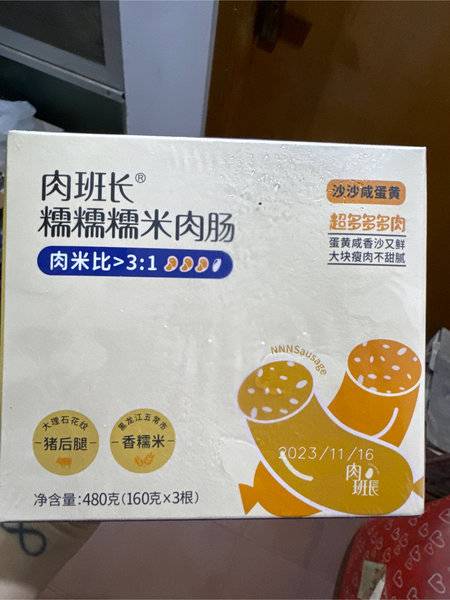 肉班长®
糯糯糯米肉肠
肉米比>3:1
沙沙咸蛋黄
超多多多肉
蛋黄咸香沙又鲜
大块瘦肉不甜腻
NNNSausage
大理石花纹
猪后腿
黑龙江五常市
香糯米
2023/11/16
肉班长
净含量:480克(160克×3根)